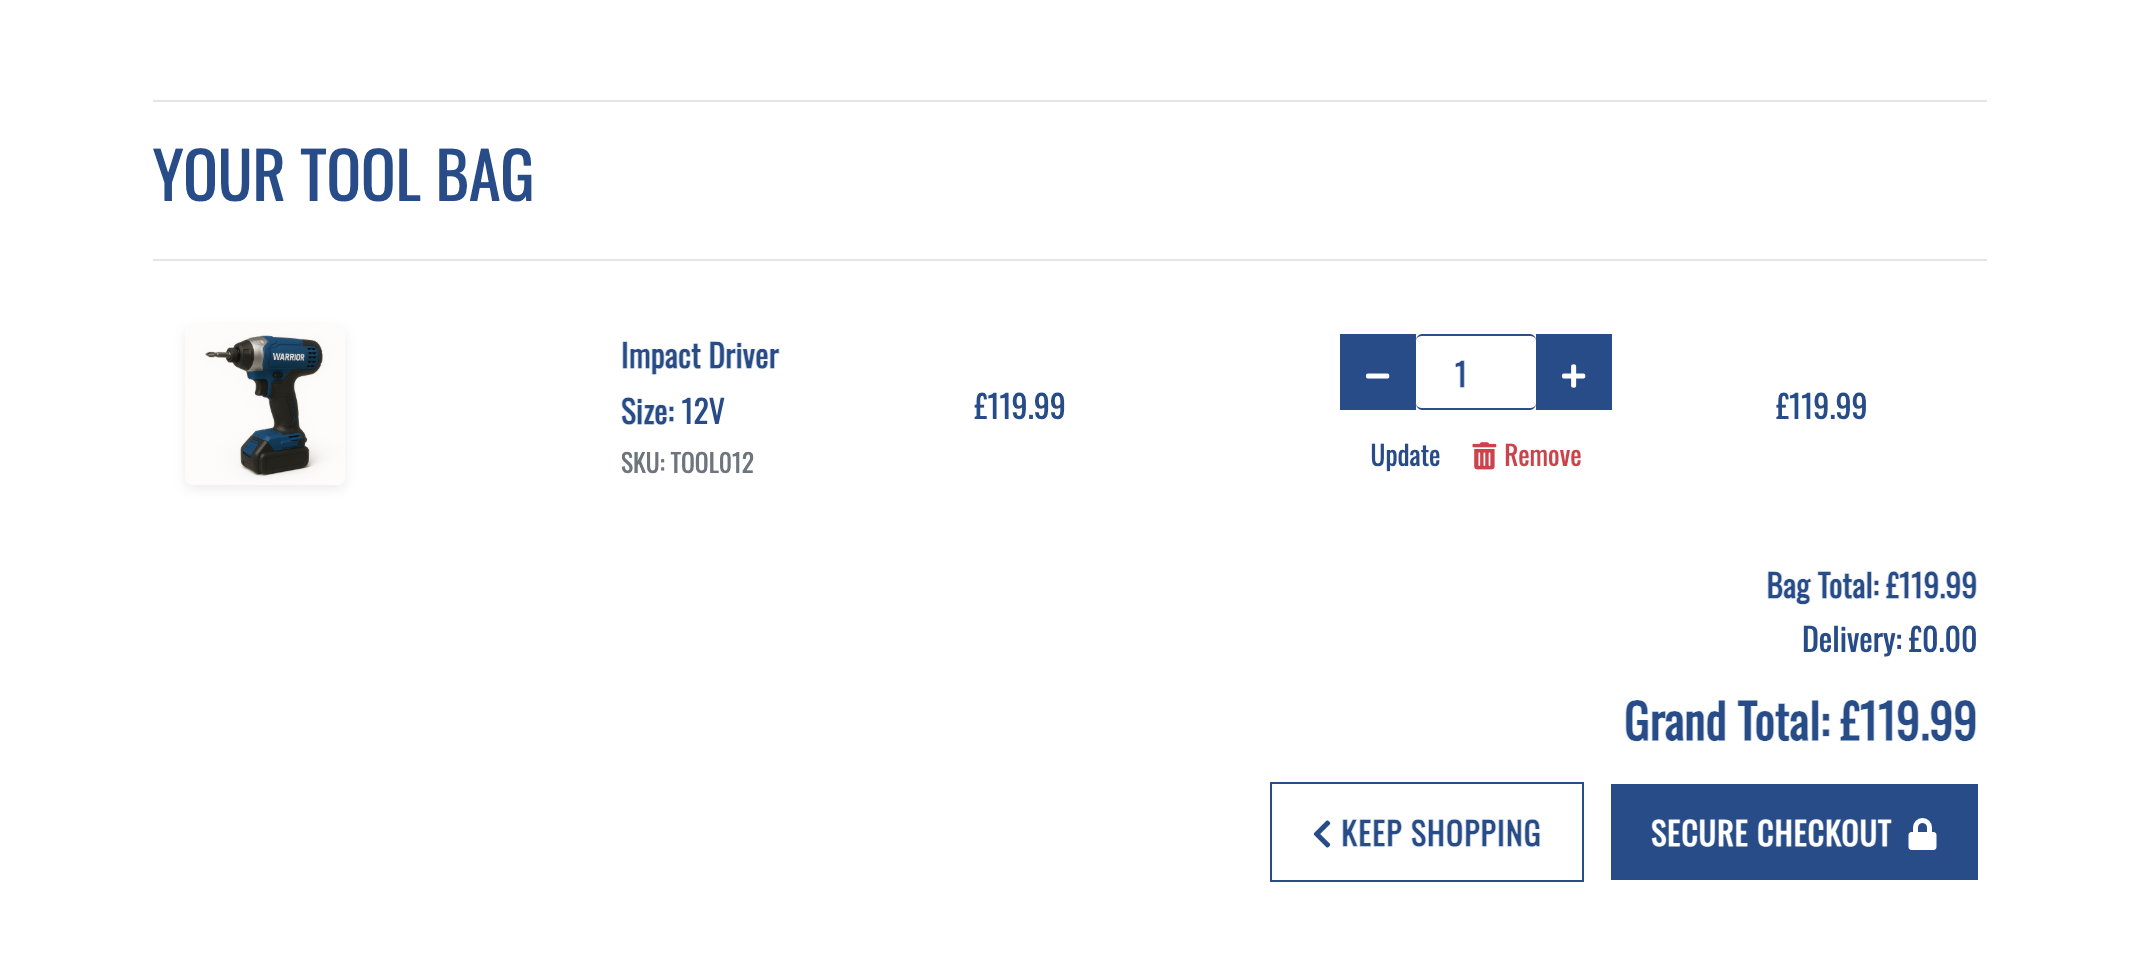 YOUR TOOL BAG
WARRIOR
Impact Driver
Size: 12V
SKU: TOOL012
£119.99
1
Update
Remove
£119.99
Bag Total: £119.99
Delivery: £0.00
Grand Total: £119.99
KEEP SHOPPING
SECURE CHECKOUT